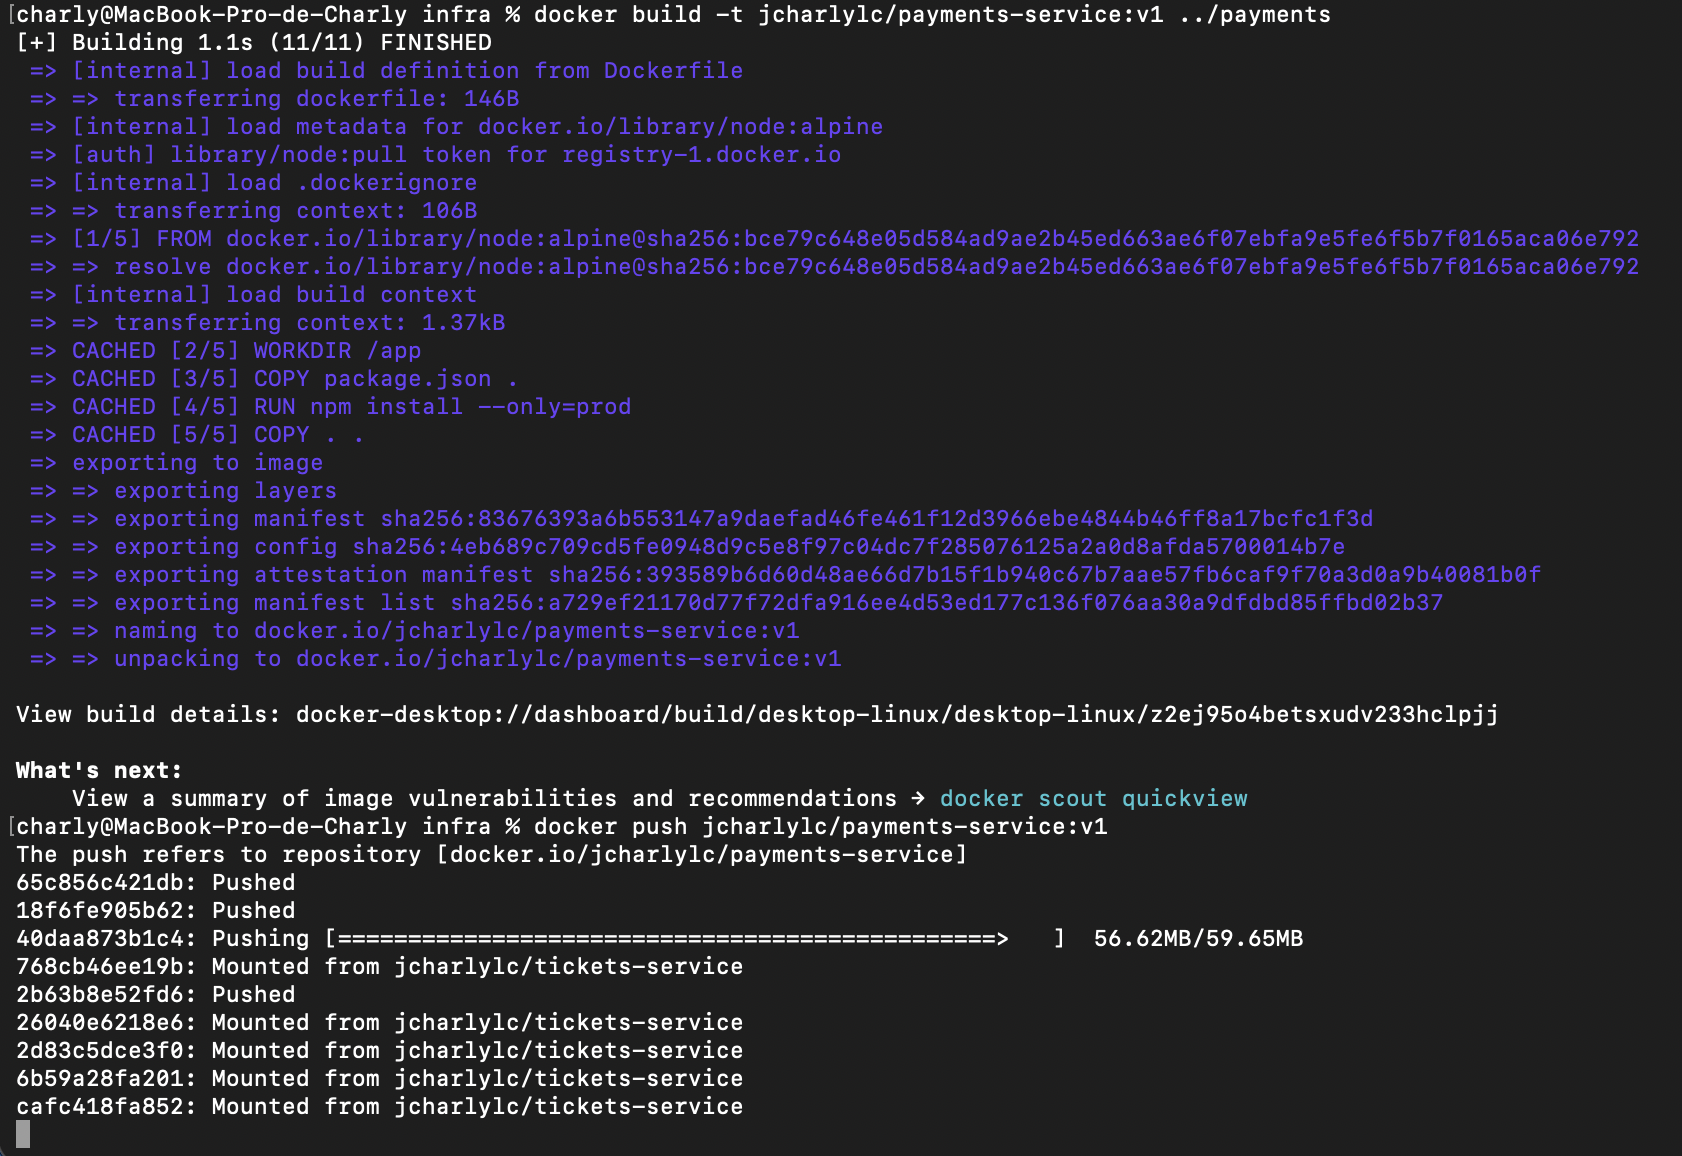 [charly@MacBook-Pro-de-Charly infra % docker build -t jcharlylc/payments-service:v1 ../payments
[+] Building 1.1s (11/11) FINISHED
=> [internal] load build definition from Dockerfile
=> => transferring dockerfile: 146B
=> [internal] load metadata for docker.io/library/node:alpine
=> [auth] library/node:pull token for registry-1.docker.io
=> [internal] load .dockerignore
=> => transferring context: 106B
=> [1/5] FROM docker.io/library/node:alpine@sha256:bce79c648e05d584ad9ae2b45ed663ae6f07ebfa9e5fe6f5b7f0165aca06e792
=> => resolve docker.io/library/node:alpine@sha256:bce79c648e05d584ad9ae2b45ed663ae6f07ebfa9e5fe6f5b7f0165aca06e792
=> [internal] load build context
=> => transferring context: 1.37kB
=> CACHED [2/5] WORKDIR /app
=> CACHED [3/5] COPY package.json .
=> CACHED [4/5] RUN npm install --only=prod
=> CACHED [5/5] COPY . .
=> exporting to image
=> => exporting layers
=> => exporting manifest sha256:83676393a6b553147a9daefad46fe461f12d3966ebe4844b46ff8a17bcfc1f3d
=> => exporting config sha256:4eb689c709cd5fe0948d9c5e8f97c04dc7f285076125a2a0d8afda5700014b7e
=> => exporting attestation manifest sha256:393589b6d60d48ae66d7b15f1b940c67b7aae57fb6caf9f70a3d0a9b40081b0f
=> => exporting manifest list sha256:a729ef21170d77f72dfa916ee4d53ed177c136f076aa30a9dfdbd85ffbd02b37
=> => naming to docker.io/jcharlylc/payments-service:v1
=> => unpacking to docker.io/jcharlylc/payments-service:v1
View build details: docker-desktop://dashboard/build/desktop-linux/desktop-linux/z2ej95o4betsxudv233hclpjj
What's next:
View a summary of image vulnerabilities and recommendations → docker scout quickview
[charly@MacBook-Pro-de-Charly infra % docker push jcharlylc/payments-service:v1
The push refers to repository [docker.io/jcharlylc/payments-service]
65c856c421db: Pushed
18f6fe905b62: Pushed
40daa873b1c4: Pushing [===============================================>   ]  56.62MB/59.65MB
768cb46ee19b: Mounted from jcharlylc/tickets-service
2b63b8e52fd6: Pushed
26040e6218e6: Mounted from jcharlylc/tickets-service
2d83c5dce3f0: Mounted from jcharlylc/tickets-service
6b59a28fa201: Mounted from jcharlylc/tickets-service
cafc418fa852: Mounted from jcharlylc/tickets-service